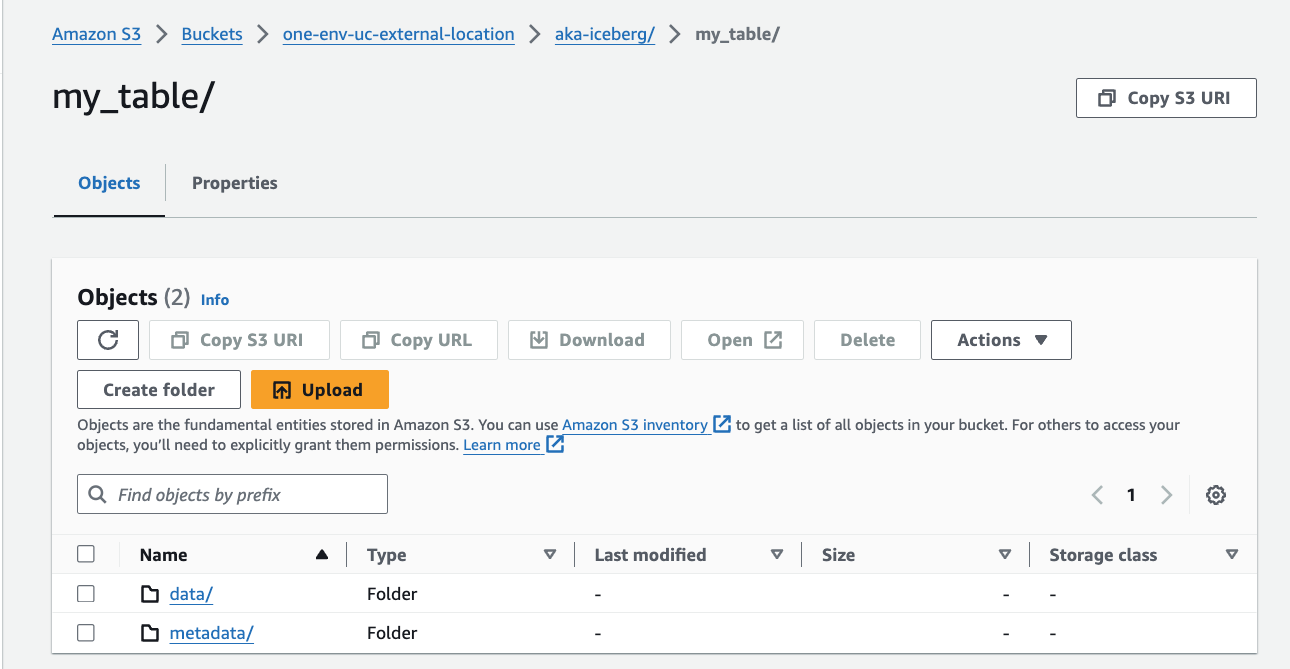 Amazon S3 > Buckets > one-env-uc-external-location > aka-iceberg/ > my_table/
my_table/
Copy S3 URI
Objects Properties
Objects (2) Info
Copy S3 URI Copy URL Download Open Delete Actions
Create folder Upload
Objects are the fundamental entities stored in Amazon S3. You can use Amazon S3 inventory to get a list of all objects in your bucket. For others to access your
objects, you’ll need to explicitly grant them permissions. Learn more
Find objects by prefix
1
Name Type Last modified Size Storage class
data/ Folder - - -
metadata/ Folder - - -